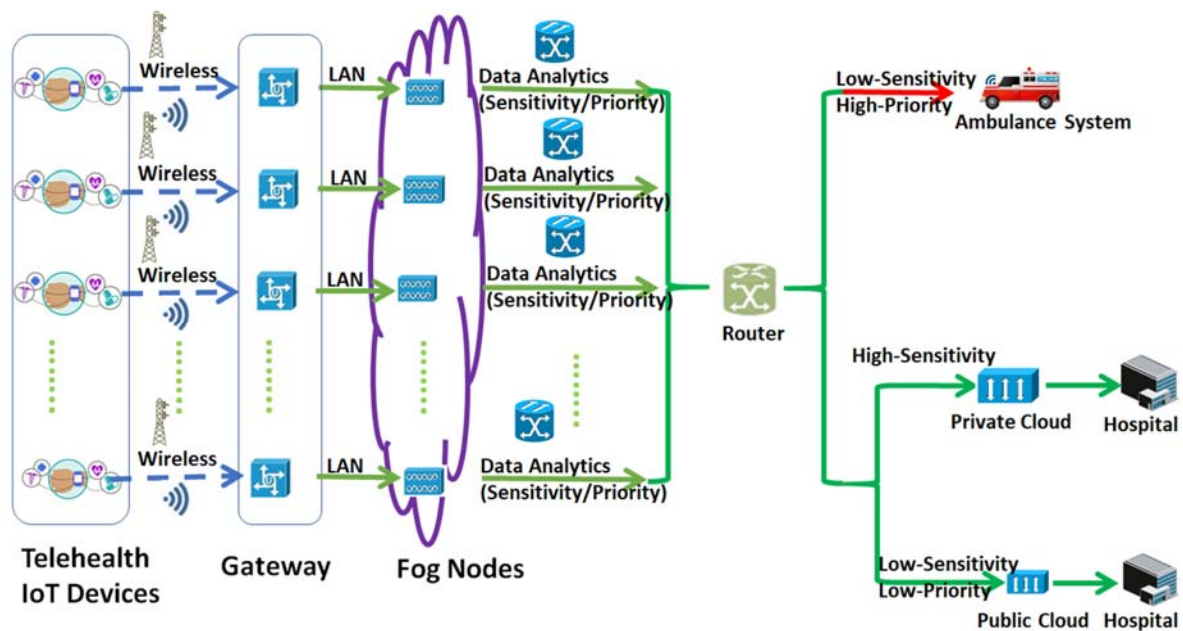 Wireless
LAN
Data Analytics
(Sensitivity/Priority)
Wireless
LAN
Data Analytics
(Sensitivity/Priority)
Wireless
LAN
Data Analytics
(Sensitivity/Priority)
Wireless
LAN
Data Analytics
(Sensitivity/Priority)
Telehealth
IoT Devices
Gateway
Fog Nodes
Router
Low-Sensitivity
High-Priority
Ambulance System
High-Sensitivity
Private Cloud
Hospital
Low-Sensitivity
Low-Priority
Public Cloud
Hospital